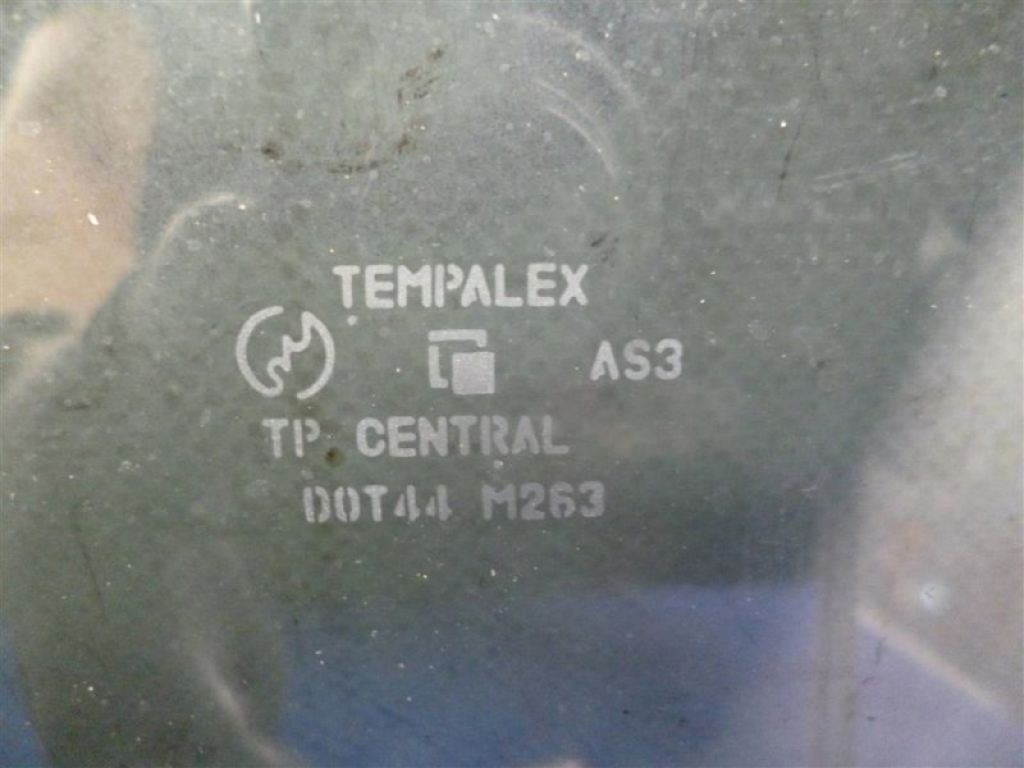 TEMPALEX
AS3
TP CENTRAL
DOT44 M263